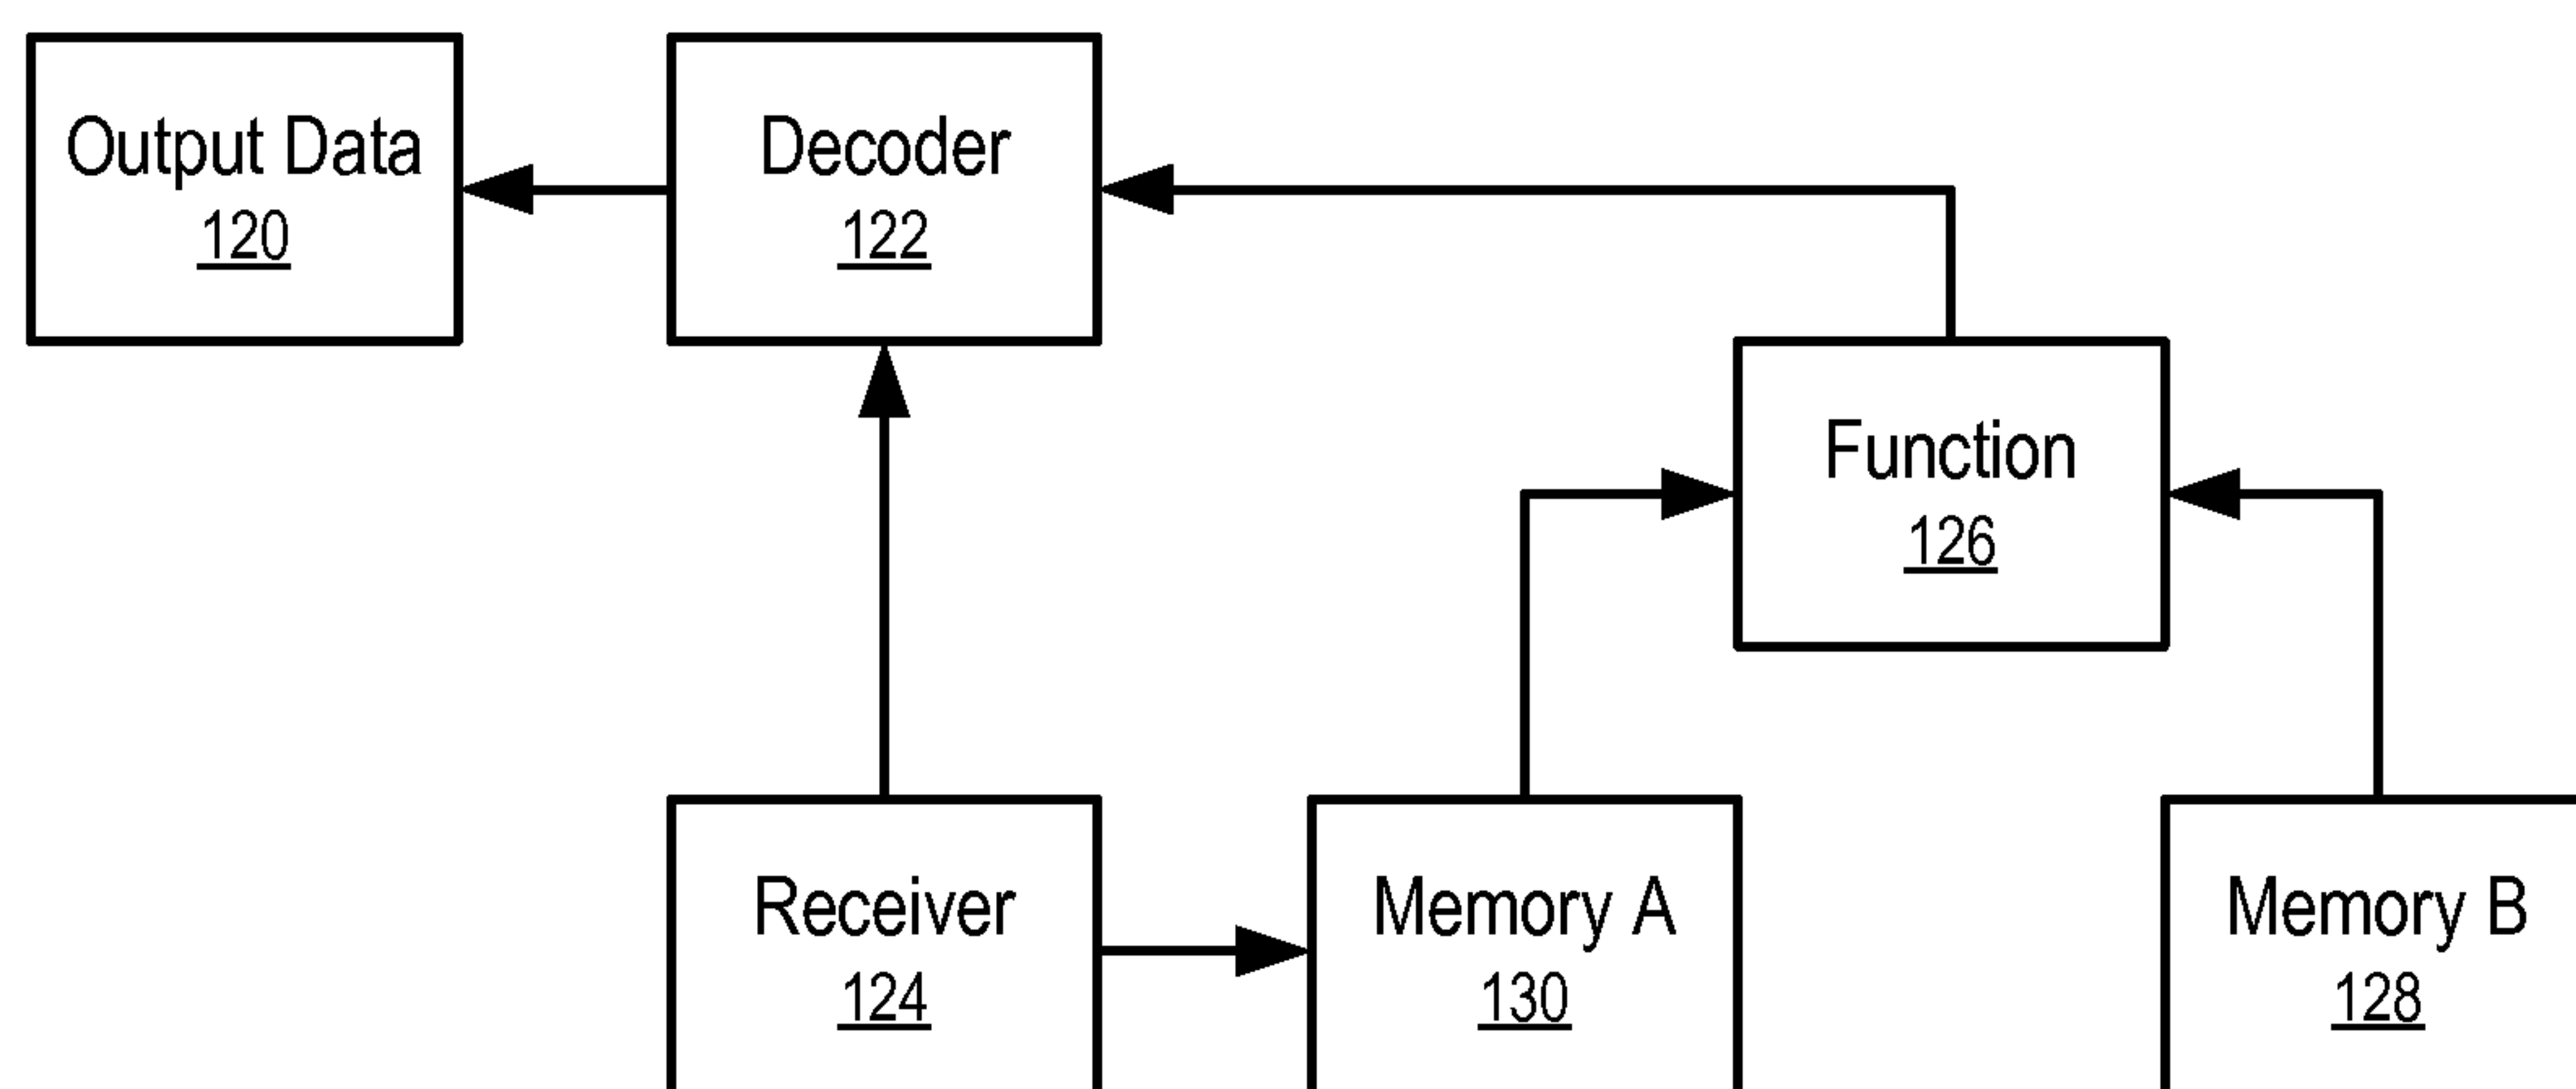 Output Data
120
Decoder
122
Function
126
Receiver
124
Memory A
130
Memory B
128